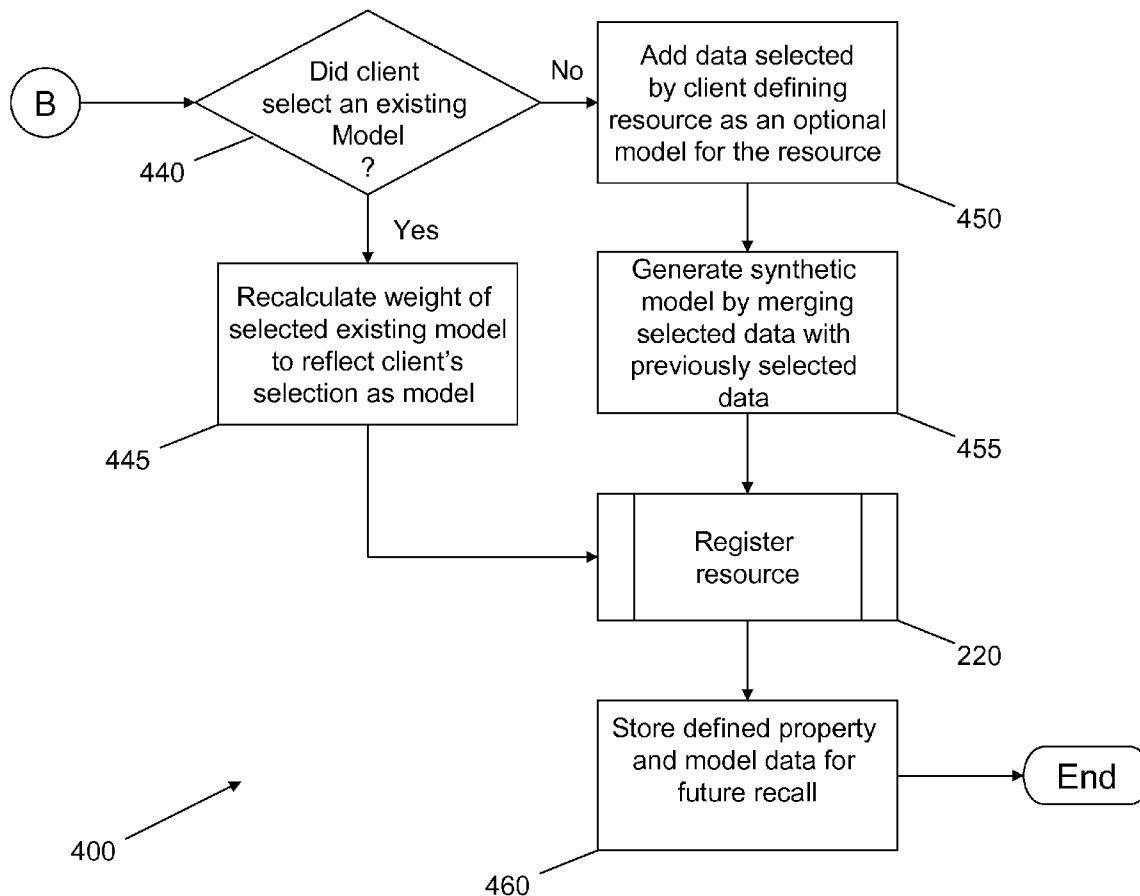 B
Did client
select an existing
Model
?
440
No
Add data selected
by client defining
resource as an optional
model for the resource
450
Yes
Recalculate weight of
selected existing model
to reflect client's
selection as model
445
Generate synthetic
model by merging
selected data with
previously selected
data
455
Register
resource
220
Store defined property
and model data for
future recall
460
End
400